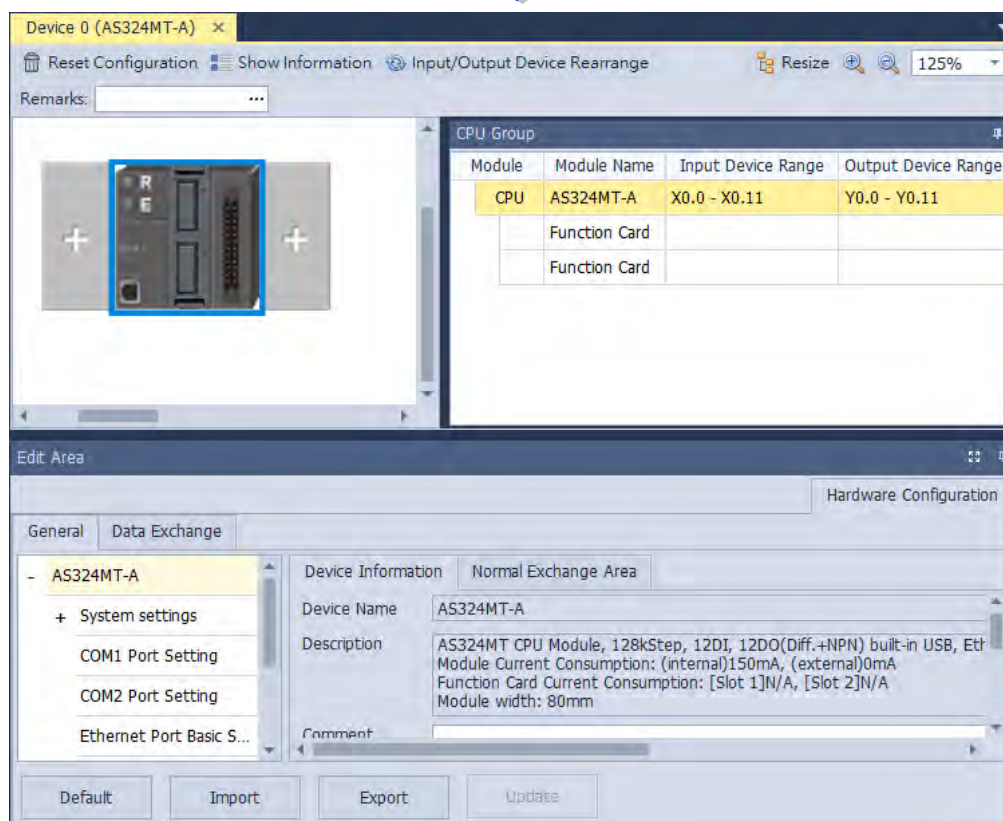 Device 0 (AS324MT-A) ×
Reset Configuration Show Information Input/Output Device Rearrange Resize 125%
Remarks: ...
R
E
+ +
CPU Group
Module Module Name Input Device Range Output Device Range
CPU AS324MT-A X0.0 - X0.11 Y0.0 - Y0.11
Function Card
Function Card
Edit Area
Hardware Configuration
General Data Exchange
- AS324MT-A
+ System settings
COM1 Port Setting
COM2 Port Setting
Ethernet Port Basic S...
Device Information Normal Exchange Area
Device Name AS324MT-A
Description AS324MT CPU Module, 128kStep, 12DI, 12DO(Diff.+NPN) built-in USB, Eth
Module Current Consumption: (internal)150mA, (external)0mA
Function Card Current Consumption: [Slot 1]N/A, [Slot 2]N/A
Module width: 80mm
Comment
Default Import Export Update